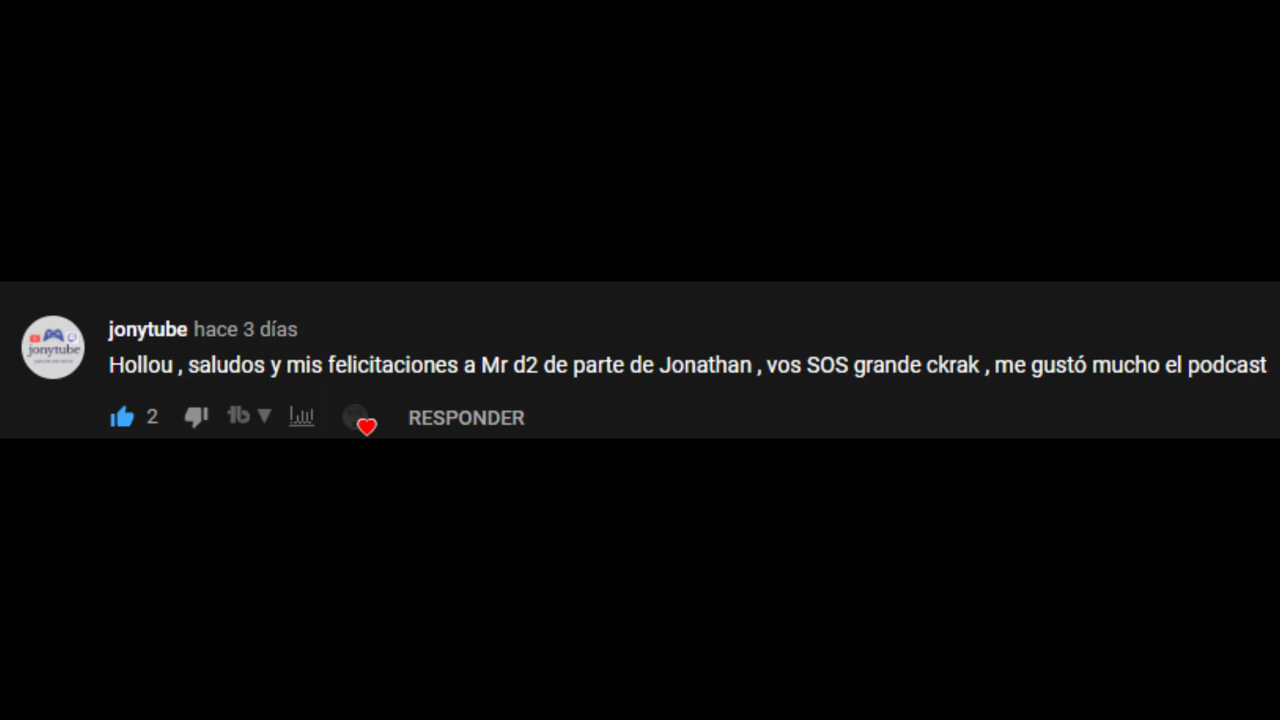 jonytube hace 3 días
Hollou , saludos y mis felicitaciones a Mr d2 de parte de Jonathan , vos SOS grande ckrak , me gustó mucho el podcast
jonytube
2
RESPONDER